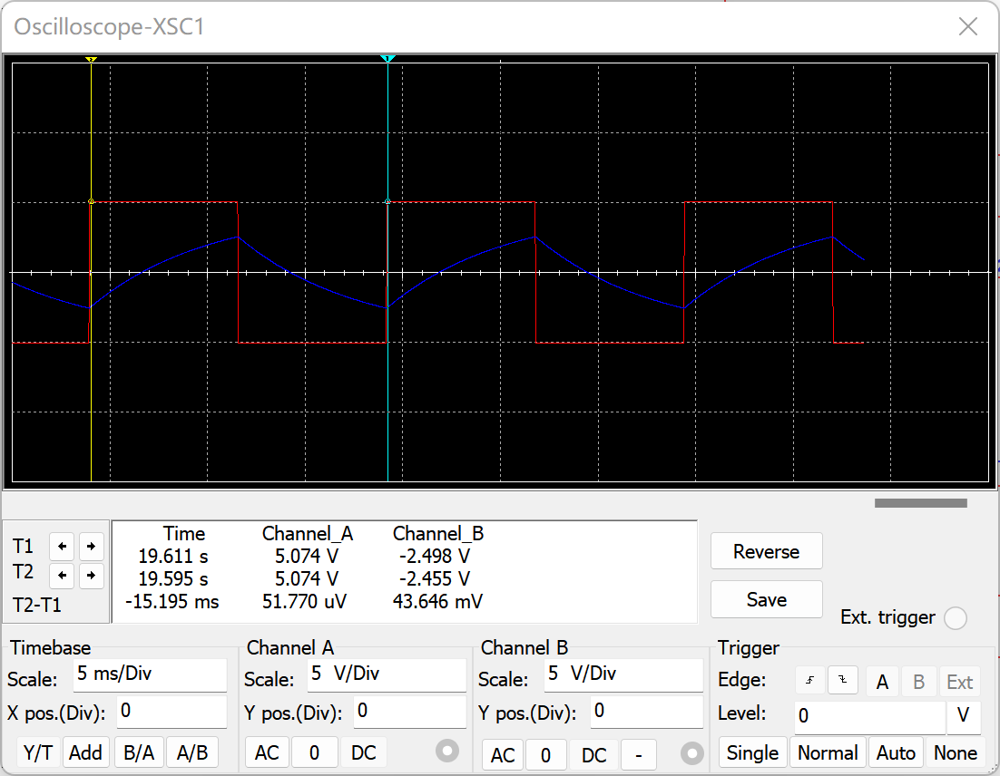 Oscilloscope-XSC1
Time Channel_A Channel_B
T1 19.611 s 5.074 V -2.498 V
T2 19.595 s 5.074 V -2.455 V
T2-T1 -15.195 ms 51.770 uV 43.646 mV
Reverse
Save
Ext. trigger
Timebase
Scale: 5 ms/Div
X pos.(Div): 0
Y/T Add B/A A/B
Channel A
Scale: 5 V/Div
Y pos.(Div): 0
AC 0 DC
Channel B
Scale: 5 V/Div
Y pos.(Div): 0
AC 0 DC -
Trigger
Edge: A B Ext
Level: 0 V
Single Normal Auto None